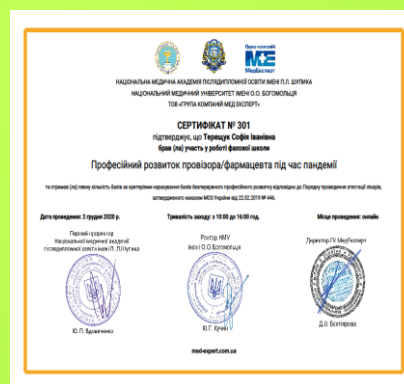 Група компаній
МЕ
МедЕксперт
НАЦІОНАЛЬНА МЕДИЧНА АКАДЕМІЯ ПІСЛЯДИПЛОМНОЇ ОСВІТИ ІМЕНІ П.Л. ШУПИКА
НАЦІОНАЛЬНИЙ МЕДИЧНИЙ УНІВЕРСИТЕТ ІМЕНІ О.О. БОГОМОЛЬЦЯ
ТОВ «ГРУПА КОМПАНІЙ МЕД ЕКСПЕРТ»
СЕРТИФІКАТ № 301
підтверджує, що Терещук Софія Іванівна
брав (ла) участь у роботі фахової школи
Професійний розвиток провізора/фармацевта під час пандемії
та отримав (ла) певну кількість балів за критеріями нарахування балів безперервного професійного розвитку відповідно до Порядку проведення атестації лікарів,
затвердженого наказом МОЗ України від 22.02.2019 № 446.
Дата проведення: 2 грудня 2020 р. Тривалість заходу: з 10:00 до 16:00 год. Місце проведення: онлайн
Перший проректор
Національної медичної академії
післядипломної освіти імені П. Л. Шупика
Ректор НМУ
імені О.О.Богомольця
Директор ГК МедЕксперт
Ю. П. Вдовиченко
Ю.Г. Кучин
med-expert.com.ua